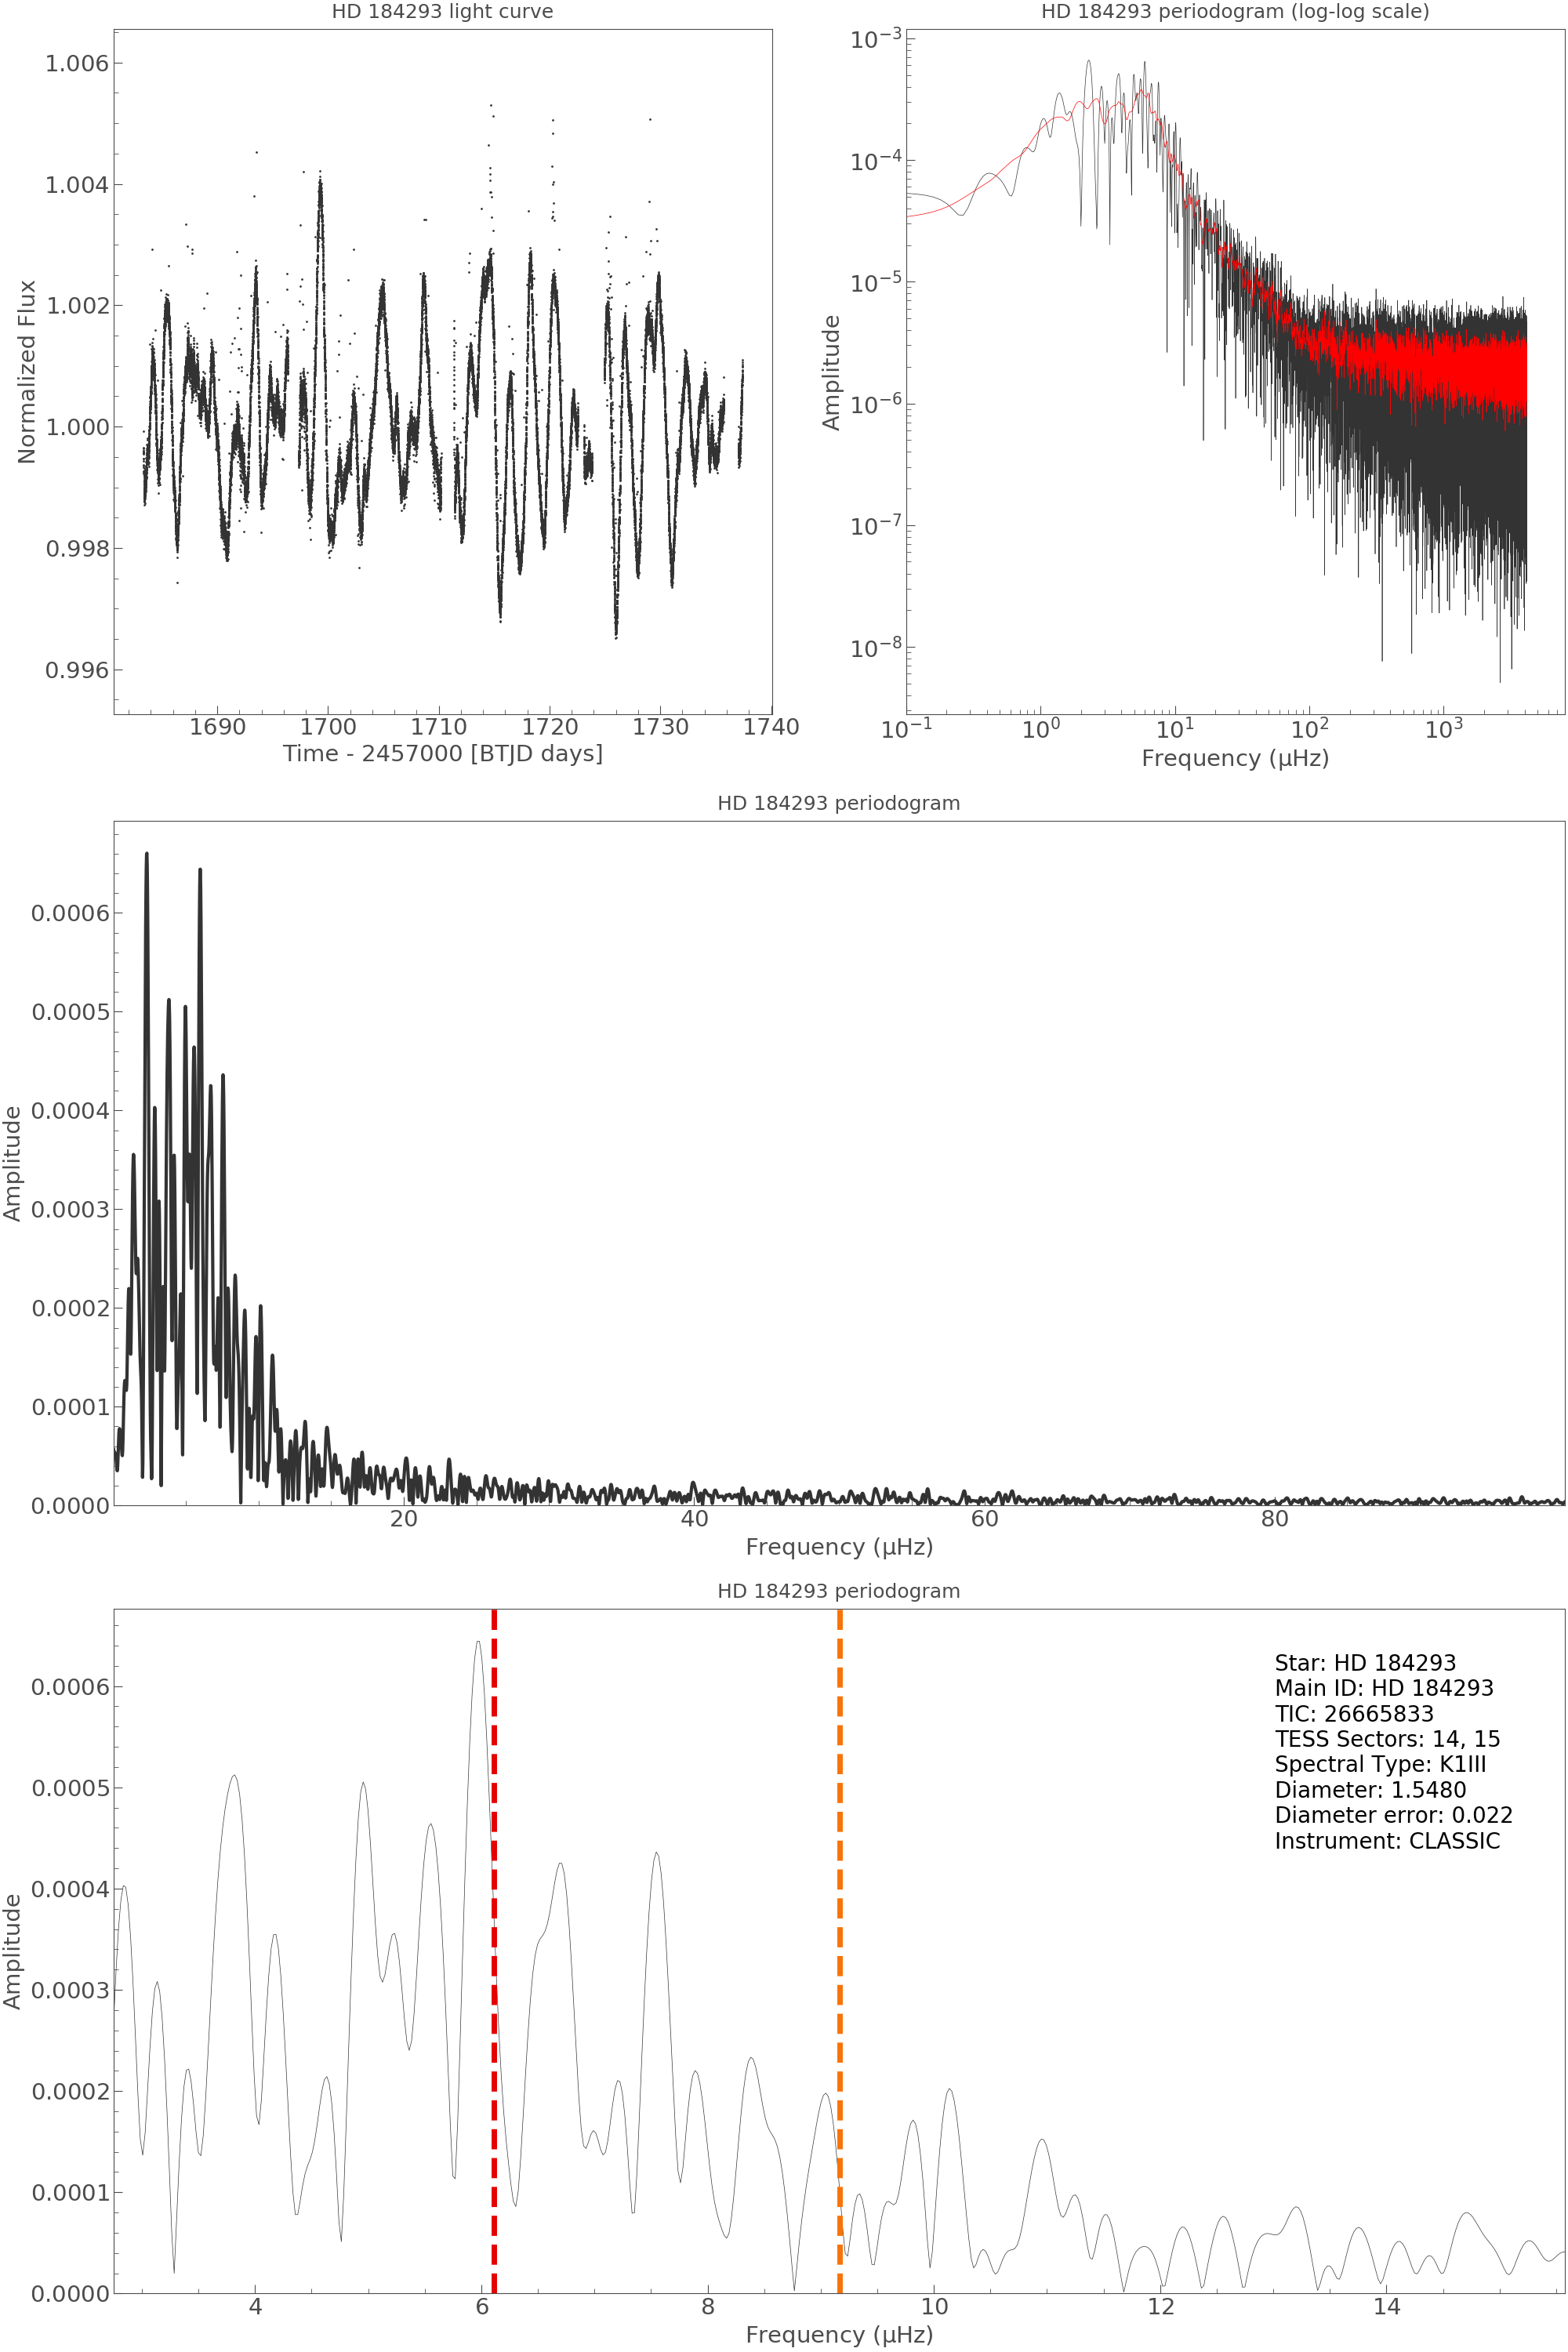 HD 184293 light curve
1.006
1.004
1.002
1.000
0.998
0.996
Normalized Flux
1690 1700 1710 1720 1730 1740
Time - 2457000 [BTJD days]
HD 184293 periodogram (log-log scale)
10⁻³
10⁻⁴
10⁻⁵
10⁻⁶
10⁻⁷
10⁻⁸
Amplitude
10⁻¹ 10⁰ 10¹ 10² 10³
Frequency (µHz)
HD 184293 periodogram
0.0006
0.0005
0.0004
0.0003
0.0002
0.0001
0.0000
Amplitude
20 40 60 80
Frequency (µHz)
HD 184293 periodogram
0.0006
0.0005
0.0004
0.0003
0.0002
0.0001
0.0000
Amplitude
Star: HD 184293
Main ID: HD 184293
TIC: 26665833
TESS Sectors: 14, 15
Spectral Type: K1III
Diameter: 1.5480
Diameter error: 0.022
Instrument: CLASSIC
4 6 8 10 12 14
Frequency (µHz)